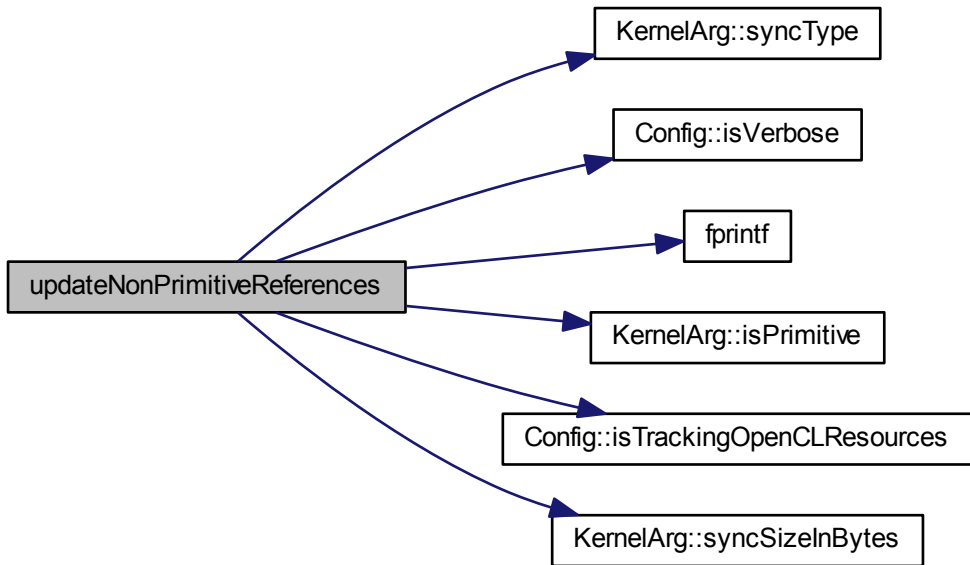 KernelArg::syncType
Config::isVerbose
fprintf
updateNonPrimitiveReferences
KernelArg::isPrimitive
Config::isTrackingOpenCLResources
KernelArg::syncSizeInBytes